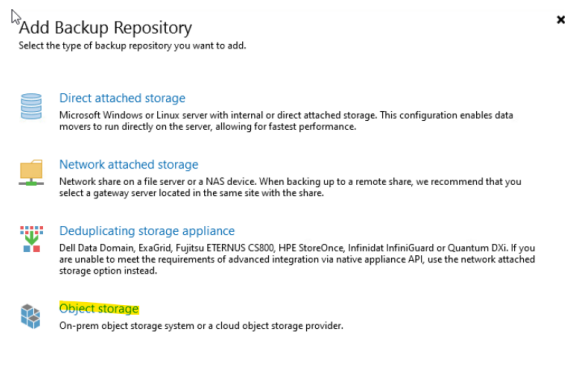 Add Backup Repository
Select the type of backup repository you want to add.
Direct attached storage
Microsoft Windows or Linux server with internal or direct attached storage. This configuration enables data
movers to run directly on the server, allowing for fastest performance.
Network attached storage
Network share on a file server or a NAS device. When backing up to a remote share, we recommend that you
select a gateway server located in the same site with the share.
Deduplicating storage appliance
Dell Data Domain, ExaGrid, Fujitsu ETERNUS CS800, HPE StoreOnce, Infinidat InfiniGuard or Quantum DXi. If you
are unable to meet the requirements of advanced integration via native appliance API, use the network attached
storage option instead.
Object storage
On-prem object storage system or a cloud object storage provider.